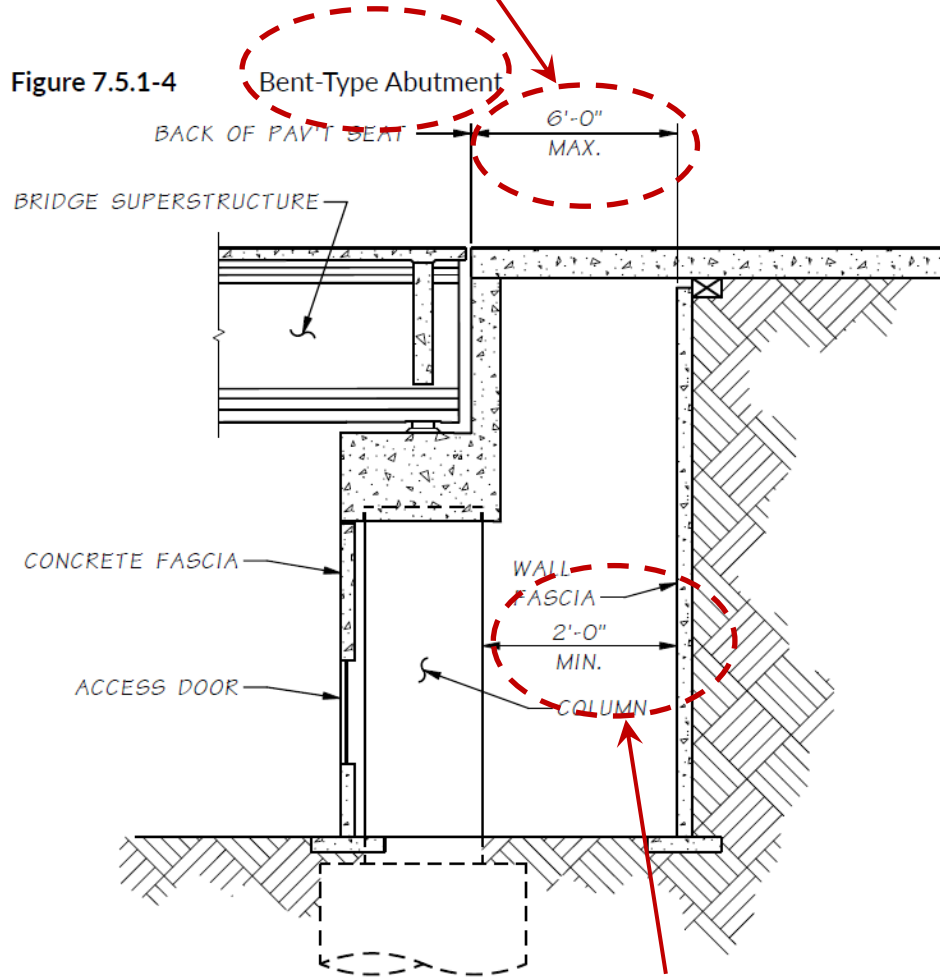 Figure 7.5.1-4 Bent-Type Abutment
BACK OF PAV'T SEAT
6'-0"
MAX.
BRIDGE SUPERSTRUCTURE
CONCRETE FASCIA
WALL
FASCIA
2'-0"
MIN.
ACCESS DOOR
COLUMN